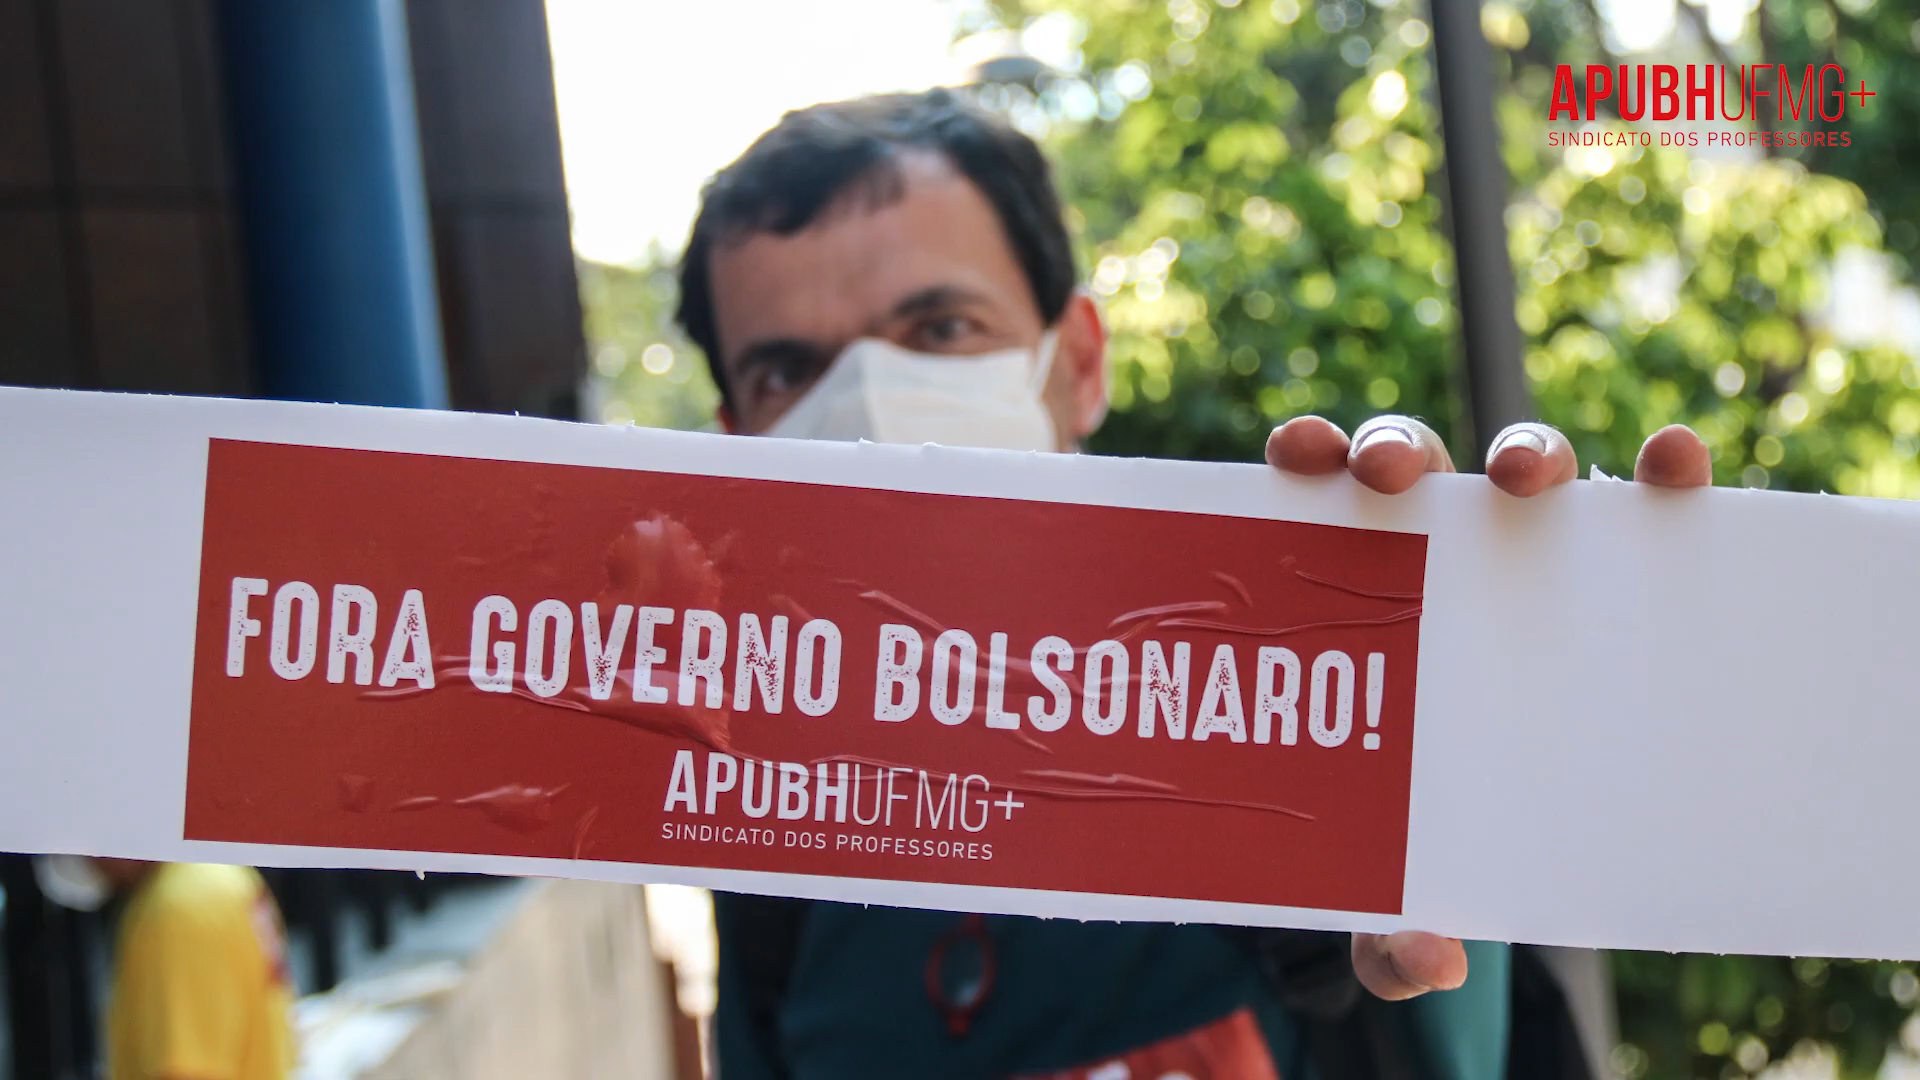 APUBHUFMG+
SINDICATO DOS PROFESSORES
FORA GOVERNO BOLSONARO!
APUBHUFMG+
SINDICATO DOS PROFESSORES